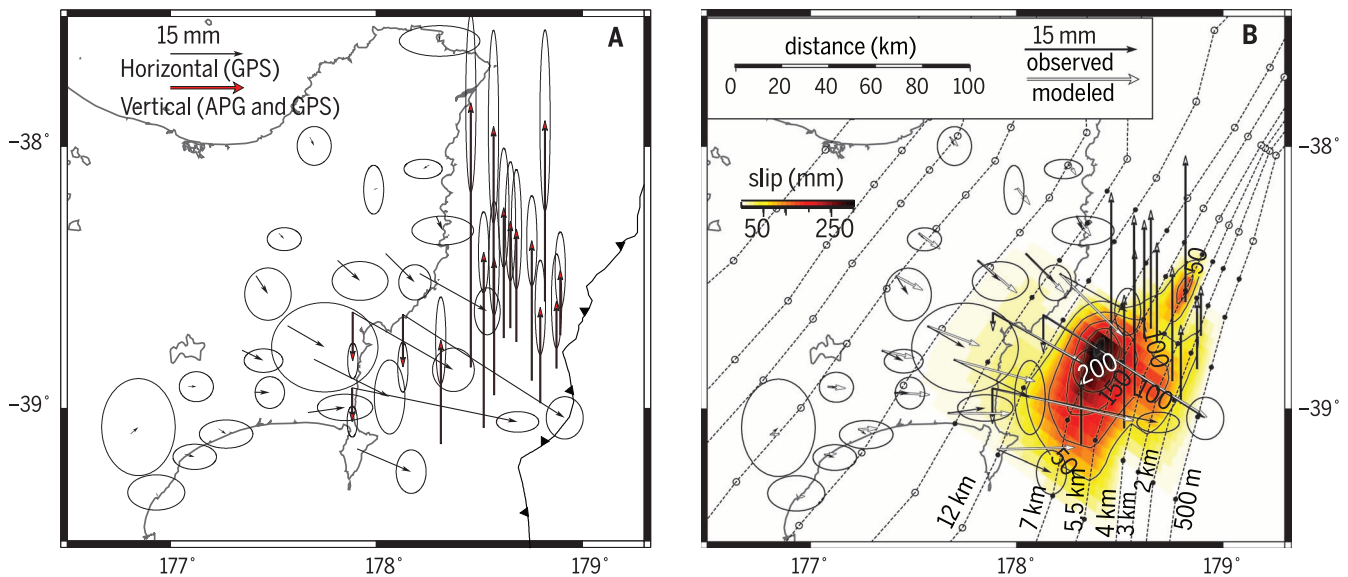 A
15 mm
Horizontal (GPS)
Vertical (APG and GPS)
−38°
−39°
177°
178°
179°
B
distance (km)
0 20 40 60 80 100
15 mm
observed
modeled
slip (mm)
50 250
50
100
200
150
100
50
12 km
7 km
5.5 km
4 km
3 km
2 km
500 m
−38°
−39°
177°
178°
179°